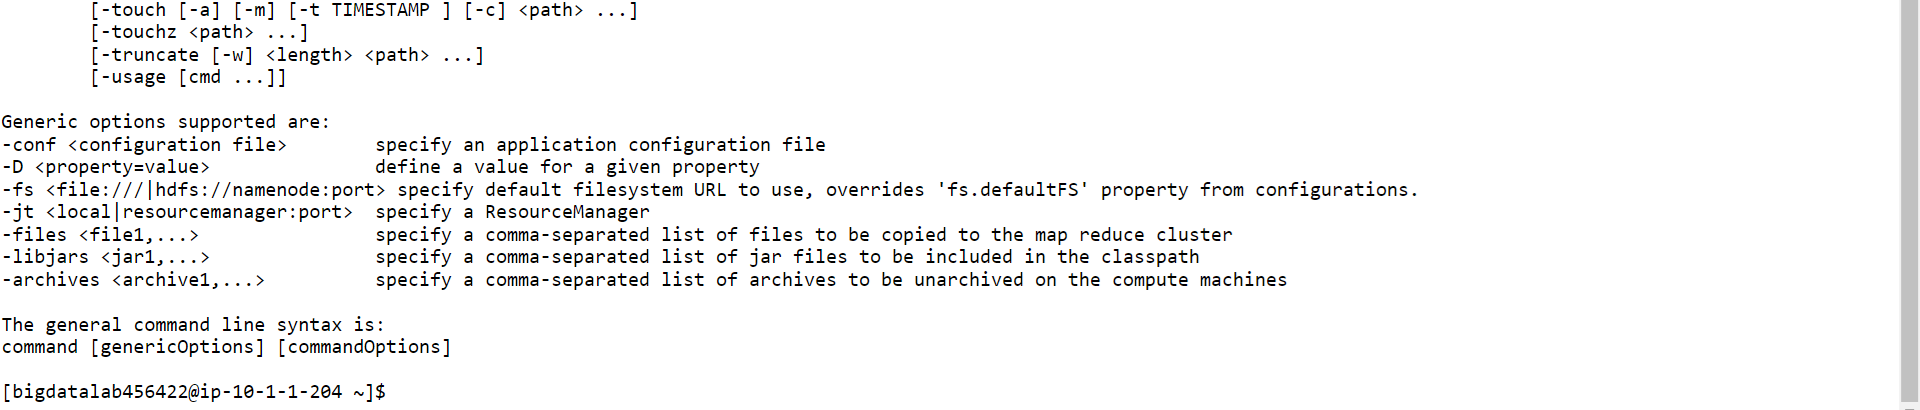 [-touch [-a] [-m] [-t TIMESTAMP ] [-c] <path> ...]
[-touchz <path> ...]
[-truncate [-w] <length> <path> ...]
[-usage [cmd ...]]
Generic options supported are:
-conf <configuration file>        specify an application configuration file
-D <property=value>               define a value for a given property
-fs <file:///|hdfs://namenode:port> specify default filesystem URL to use, overrides 'fs.defaultFS' property from configurations.
-jt <local|resourcemanager:port>  specify a ResourceManager
-files <file1,...>                specify a comma-separated list of files to be copied to the map reduce cluster
-libjars <jar1,...>               specify a comma-separated list of jar files to be included in the classpath
-archives <archive1,...>          specify a comma-separated list of archives to be unarchived on the compute machines
The general command line syntax is:
command [genericOptions] [commandOptions]
[bigdatalab456422@ip-10-1-1-204 ~]$